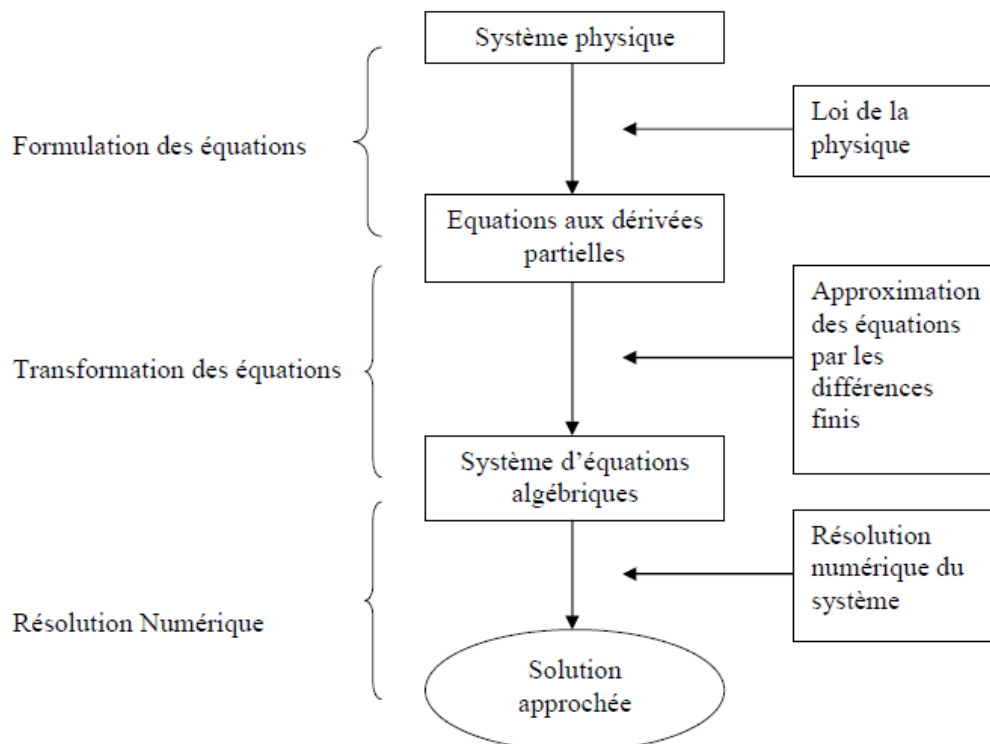 Système physique
Loi de la
physique
Formulation des équations
Equations aux dérivées
partielles
Approximation
des équations
par les
différences
finis
Transformation des équations
Système d'équations
algébriques
Résolution
numérique du
système
Résolution Numérique
Solution
approchée